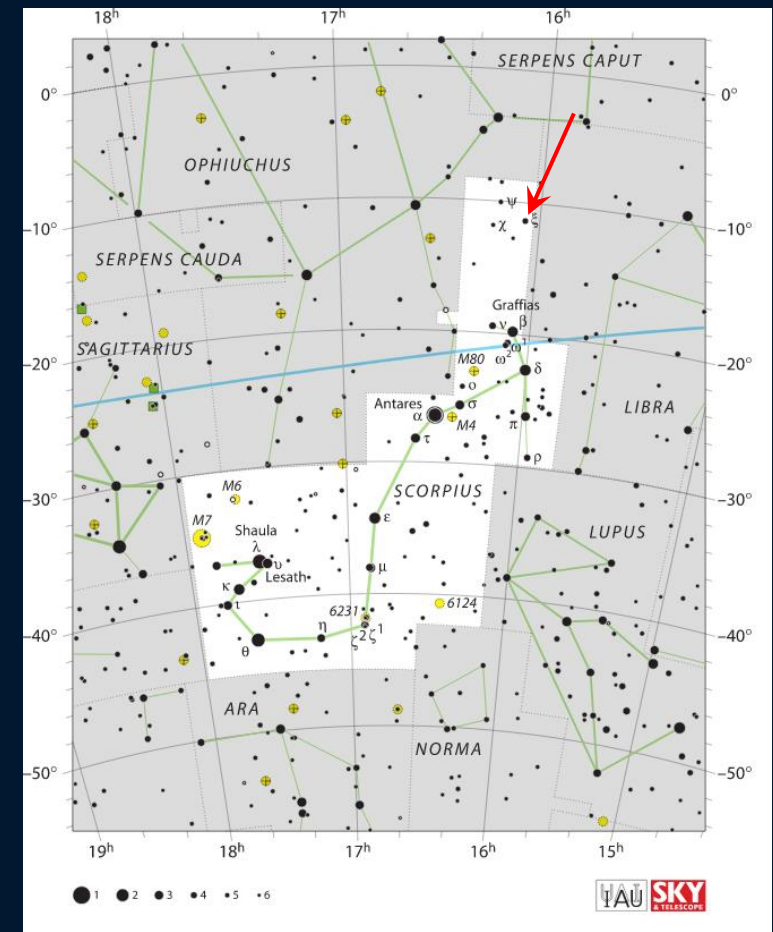 18h 17h 16h
SERPENS CAPUT
0° 0°
OPHIUCHUS
ψ
ξ
χ
–10° –10°
SERPENS CAUDA
Graffias
ν β
SAGITTARIUS
ω1
ω2
M80
δ
–20° –20°
ο
Antares
σ
α
M4
π
LIBRA
τ
ρ
SCORPIUS
M6
–30° –30°
M7
ε
LUPUS
Shaula
λ υ
Lesath
μ
κ
ι
6231
6124
η
ζ2 ζ1
–40° –40°
θ
ARA
NORMA
–50° –50°
19h 18h 17h 16h 15h
1 2 3 4 5 6
IAU SKY
& TELESCOPE